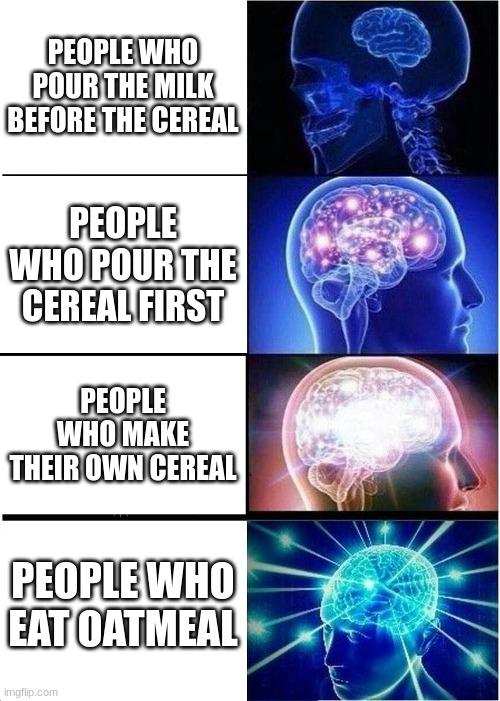 PEOPLE WHO
POUR THE MILK
BEFORE THE CEREAL
PEOPLE
WHO POUR THE
CEREAL FIRST
PEOPLE
WHO MAKE
THEIR OWN CEREAL
PEOPLE WHO
EAT OATMEAL
imgflip.com